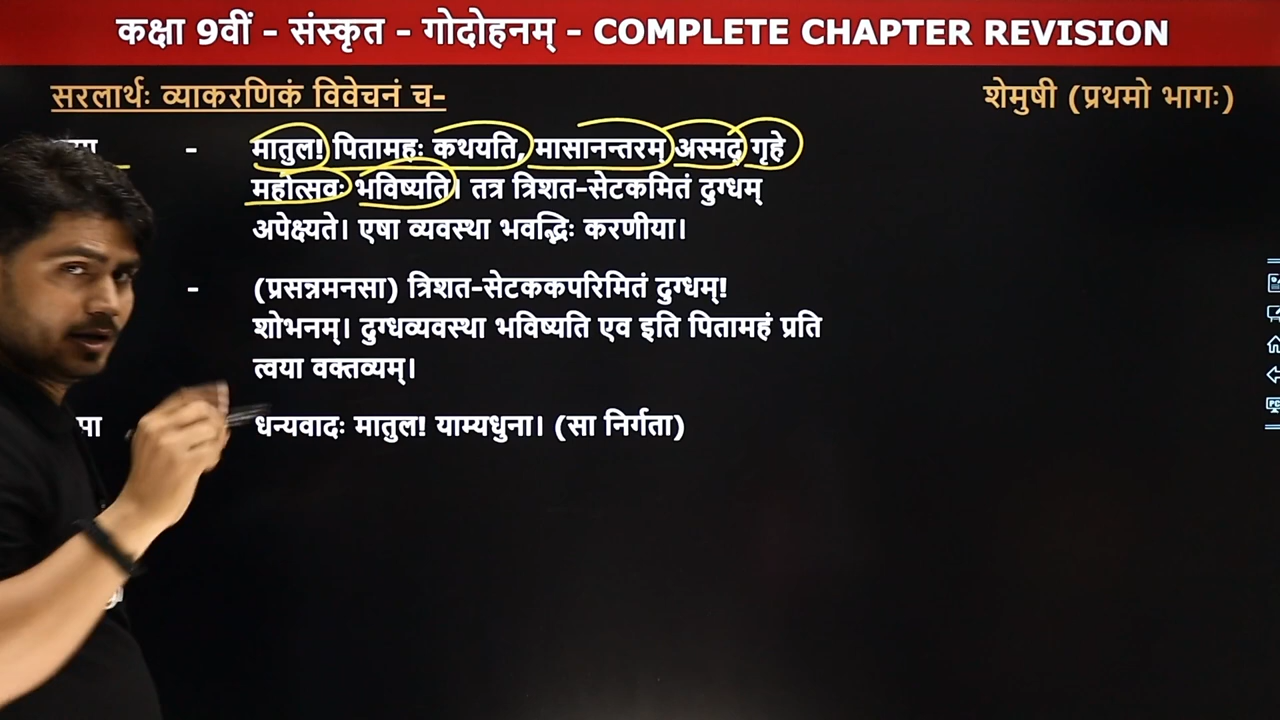 कक्षा 9वीं - संस्कृत - गोदोहनम् - COMPLETE CHAPTER REVISION
सरलार्थः व्याकरणिकं विवेचनं च-
शेमुषी (प्रथमो भागः)
- मातुल! पितामहः कथयति, मासानन्तरम् अस्मद् गृहे
महोत्सवः भविष्यति। तत्र त्रिशत-सेटकमितं दुग्धम्
अपेक्ष्यते। एषा व्यवस्था भवद्भिः करणीया।
- (प्रसन्नमनसा) त्रिशत-सेटककपरिमितं दुग्धम्!
शोभनम्। दुग्धव्यवस्था भविष्यति एव इति पितामहं प्रति
त्वया वक्तव्यम्।
धन्यवादः मातुल! याम्यधुना। (सा निर्गता)